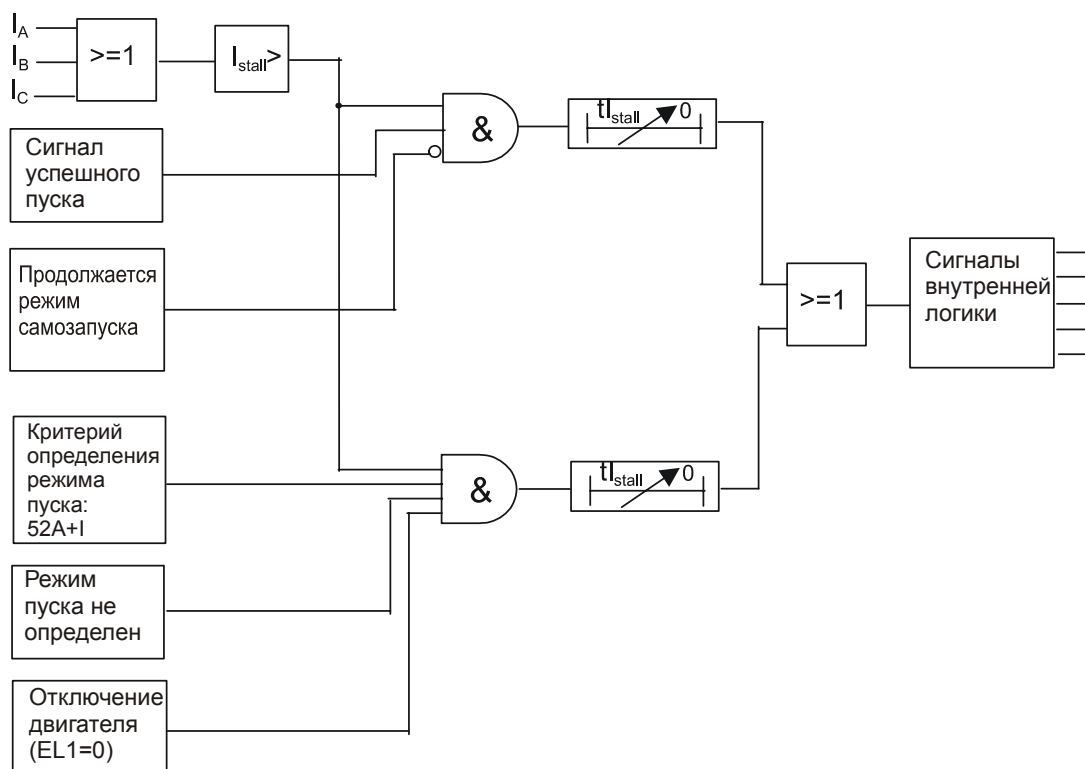 IA
IB
IC
>=1
Istall>
Сигнал
успешного
пуска
&
tIstall 0
Продолжается
режим
самозапуска
>=1
Сигналы
внутренней
логики
Критерий
определения
режима
пуска:
52A+I
&
tIstall 0
Режим
пуска не
определен
Отключение
двигателя
(EL1=0)